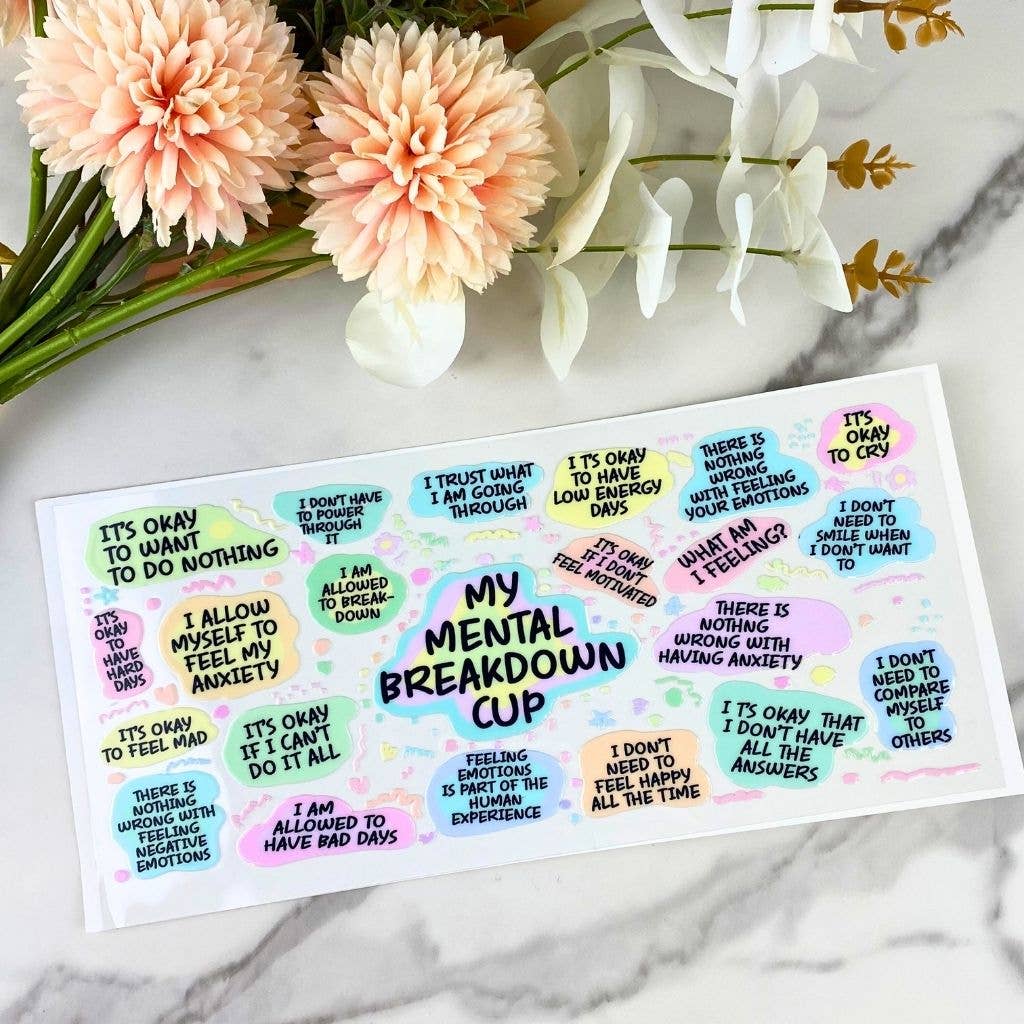 IT'S OKAY
TO WANT
TO DO NOTHING
I DON'T HAVE
TO POWER
THROUGH
IT
I TRUST WHAT
I AM GOING
THROUGH
I TS OKAY
TO HAVE
LOW ENERGY
DAYS
THERE IS
NOTHNG
WRONG
WITH FEELING
YOUR EMOTIONS
IT'S
OKAY
TO CRY
I AM
ALLOWED
TO BREAK-
DOWN
IT'S OKAY
IF I DON'T
FEEL MOTIVATED
WHAT AM
I FEELING?
I DON'T
NEED TO
SMILE WHEN
I DON'T WANT
TO
IT'S
OKAY
TO
HAVE
HARD
DAYS
I ALLOW
MYSELF TO
FEEL MY
ANXIETY
MY
MENTAL
BREAKDOWN
CUP
THERE IS
NOTHNG
WRONG WITH
HAVING ANXIETY
I DON'T
NEED TO
COMPARE
MYSELF
TO
OTHERS
IT'S OKAY
TO FEEL MAD
IT'S OKAY
IF I CAN'T
DO IT ALL
FEELING
EMOTIONS
IS PART OF THE
HUMAN
EXPERIENCE
I DON'T
NEED TO
FEEL HAPPY
ALL THE TIME
I TS OKAY THAT
I DON'T HAVE
ALL THE
ANSWERS
THERE IS
NOTHING
WRONG WITH
FEELING
NEGATIVE
EMOTIONS
I AM
ALLOWED TO
HAVE BAD DAYS